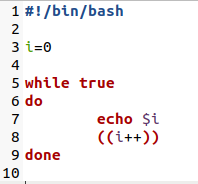 1 #!/bin/bash
2
3 i=0
4
5 while true
6 do
7         echo $i
8         ((i++))
9 done
10